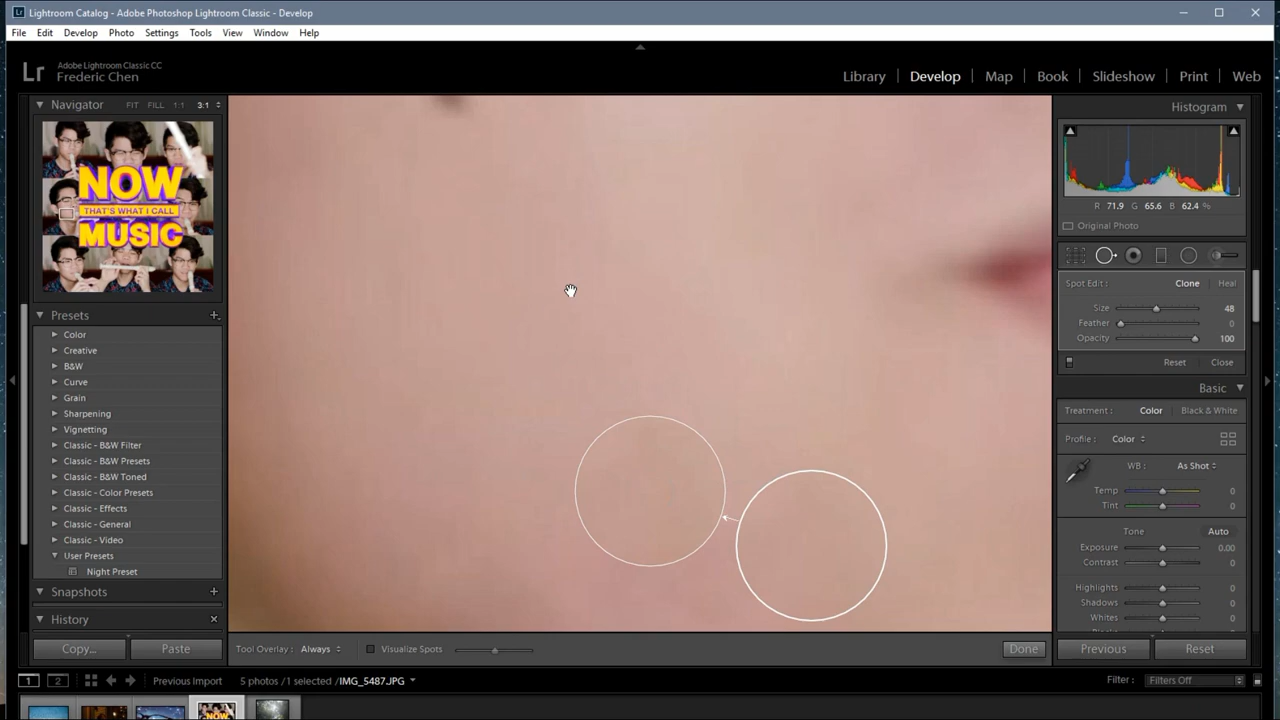 Lightroom Catalog - Adobe Photoshop Lightroom Classic - Develop
File Edit Develop Photo Settings Tools View Window Help
Lr Adobe Lightroom Classic CC
Frederic Chen
Library Develop Map Book Slideshow Print Web
Navigator FIT FILL 1:1 3:1
NOW
THAT'S WHAT I CALL
MUSIC
Presets
Color
Creative
B&W
Curve
Grain
Sharpening
Vignetting
Classic - B&W Filter
Classic - B&W Presets
Classic - B&W Toned
Classic - Color Presets
Classic - Effects
Classic - General
Classic - Video
User Presets
Night Preset
Snapshots
History
Copy... Paste
Tool Overlay: Always Visualize Spots Done
Histogram
R 71.9 G 65.6 B 62.4 %
Original Photo
Spot Edit: Clone Heal
Size 48
Feather 0
Opacity 100
Reset Close
Basic
Treatment: Color Black & White
Profile: Color
WB: As Shot
Temp 0
Tint 0
Tone Auto
Exposure 0.00
Contrast 0
Highlights 0
Shadows 0
Whites 0
Previous Reset
1 2 Previous Import 5 photos /1 selected /IMG_5487.JPG Filter: Filters Off